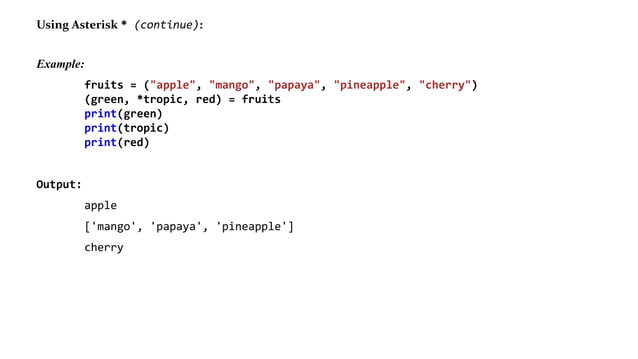 Using Asterisk * (continue):
Example:
fruits = ("apple", "mango", "papaya", "pineapple", "cherry")
(green, *tropic, red) = fruits
print(green)
print(tropic)
print(red)
Output:
apple
['mango', 'papaya', 'pineapple']
cherry